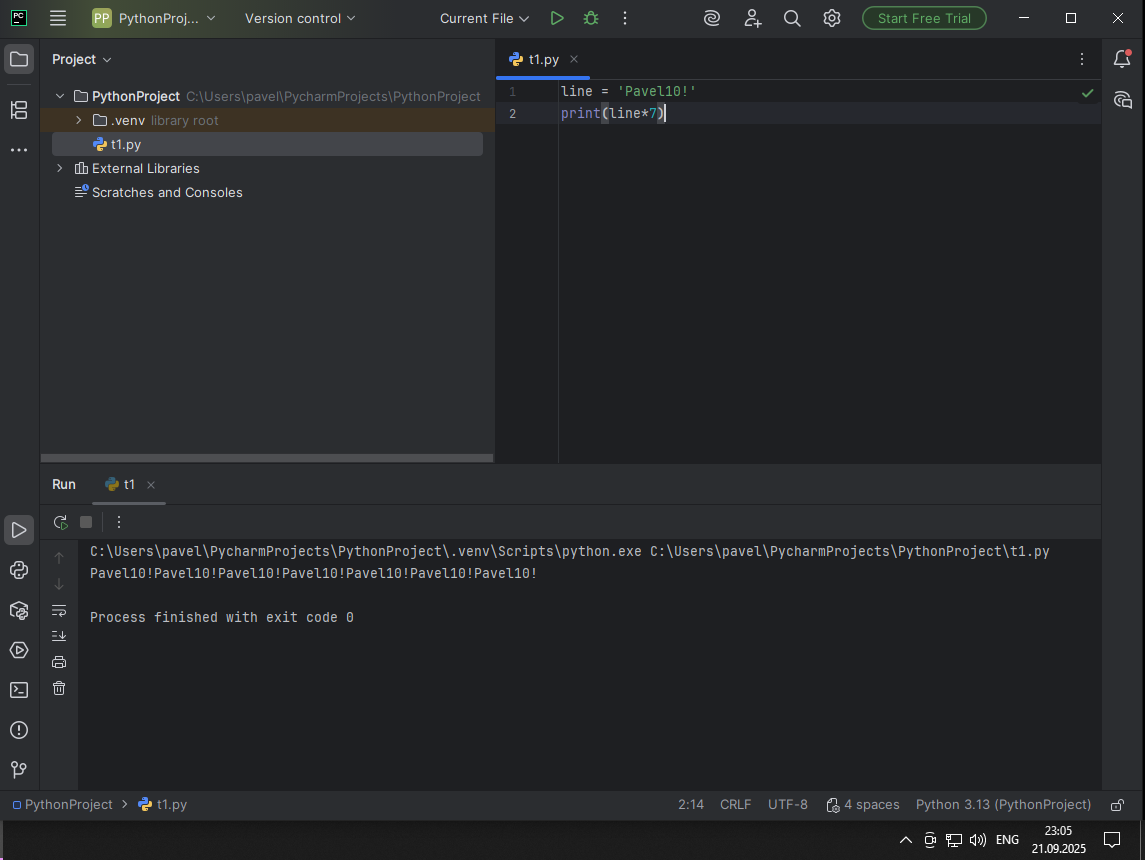 PC PP PythonProj... Version control Current File Start Free Trial
Project
t1.py
PythonProject C:\Users\pavel\PycharmProjects\PythonProject
.venv library root
t1.py
External Libraries
Scratches and Consoles
1 line = 'Pavel10!'
2 print(line*7)
Run t1
C:\Users\pavel\PycharmProjects\PythonProject\.venv\Scripts\python.exe C:\Users\pavel\PycharmProjects\PythonProject\t1.py
Pavel10!Pavel10!Pavel10!Pavel10!Pavel10!Pavel10!Pavel10!
Process finished with exit code 0
PythonProject t1.py 2:14 CRLF UTF-8 4 spaces Python 3.13 (PythonProject)
ENG 23:05
21.09.2025